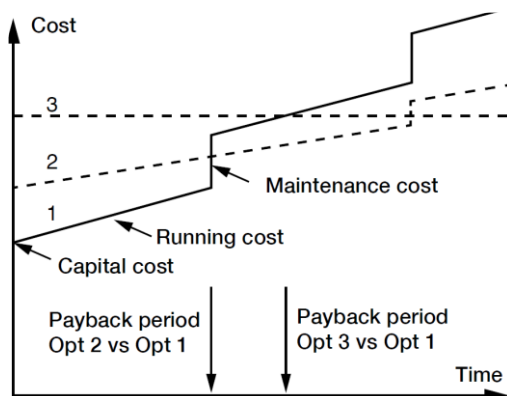 Cost
3
2
Maintenance cost
1
Running cost
Capital cost
Payback period
Opt 2 vs Opt 1
Payback period
Opt 3 vs Opt 1
Time